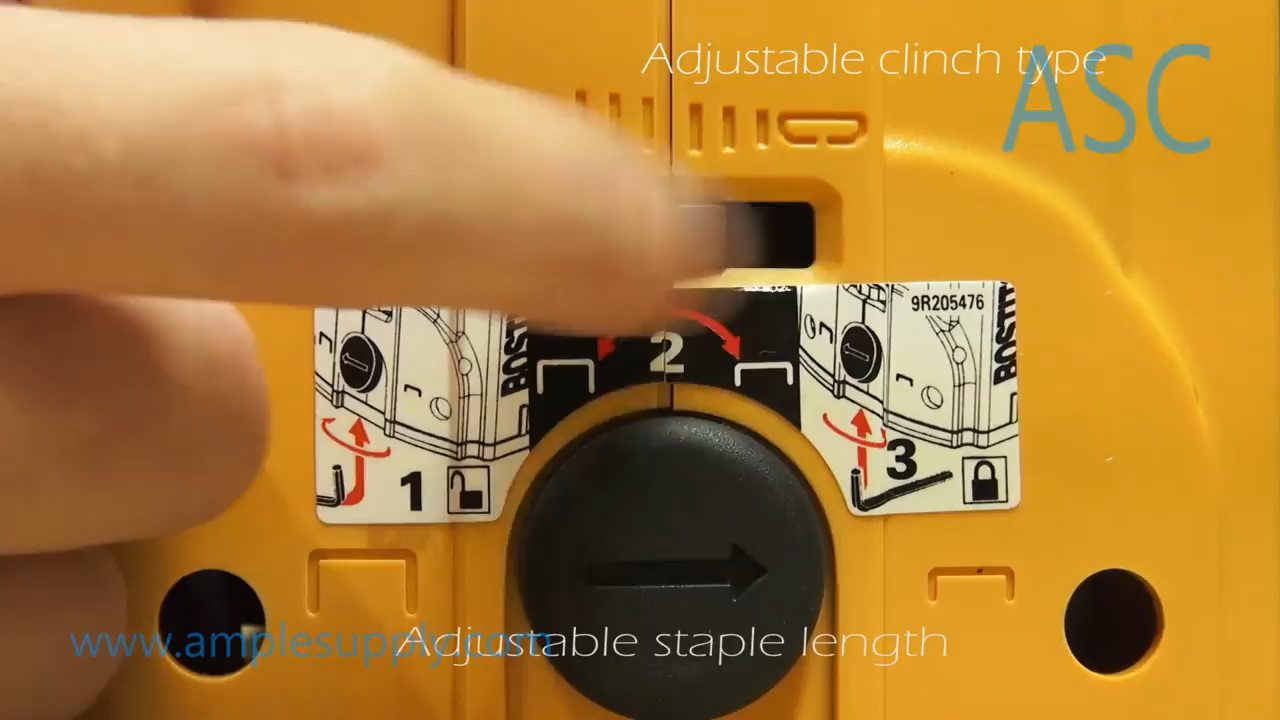 Adjustable clinch type
ASC
9R205476
2
1
3
www.amplesupply.com
Adjustable staple length